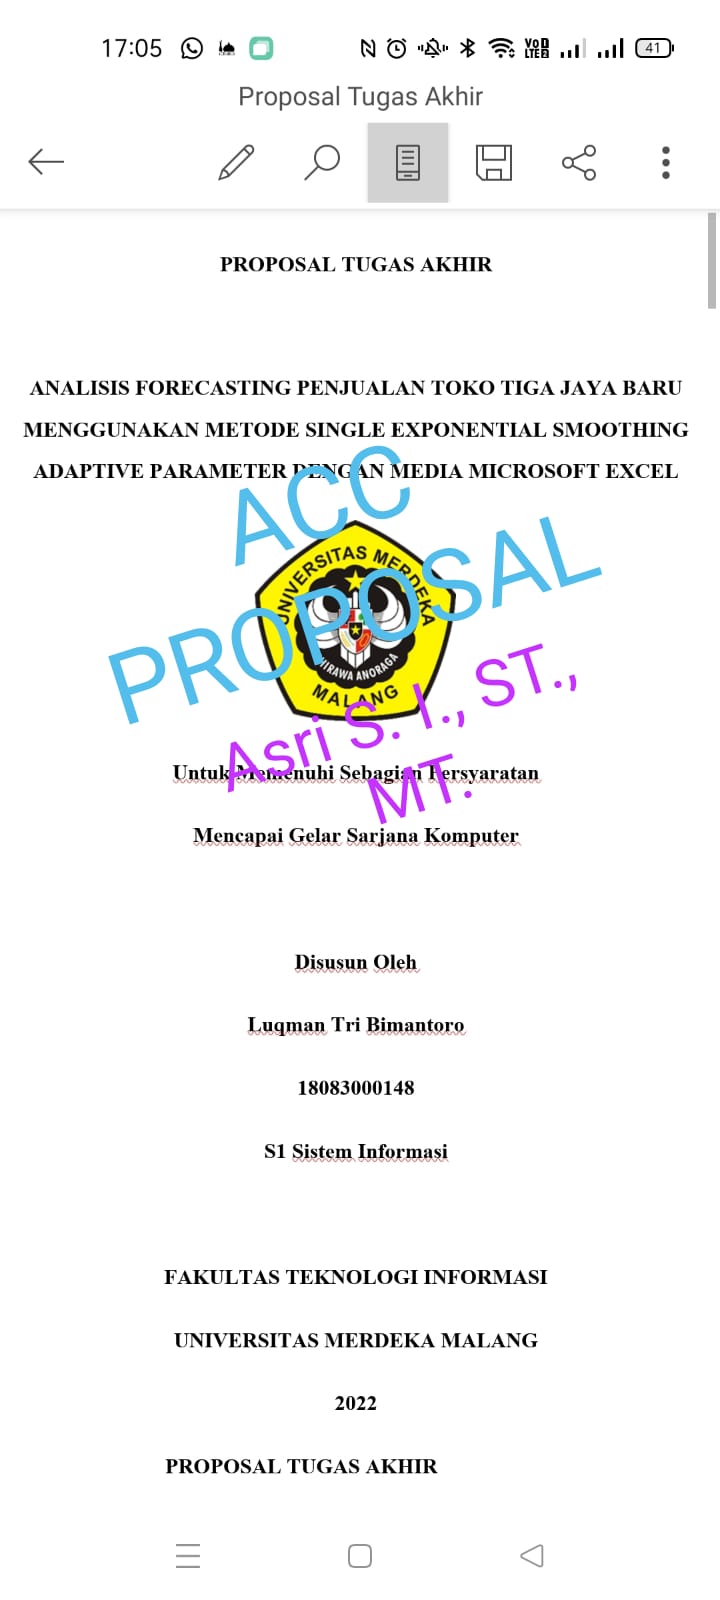 17:05
VoD
LTE2
41
Proposal Tugas Akhir
PROPOSAL TUGAS AKHIR
ANALISIS FORECASTING PENJUALAN TOKO TIGA JAYA BARU
MENGGUNAKAN METODE SINGLE EXPONENTIAL SMOOTHING
ADAPTIVE PARAMETER DENGAN MEDIA MICROSOFT EXCEL
ACC
PROPOSAL
UNIVERSITAS MERDEKA
MALANG
Asri S. I., ST.,
MT.
Untuk Memenuhi Sebagian Persyaratan
Mencapai Gelar Sarjana Komputer
Disusun Oleh
Luqman Tri Bimantoro
18083000148
S1 Sistem Informasi
FAKULTAS TEKNOLOGI INFORMASI
UNIVERSITAS MERDEKA MALANG
2022
PROPOSAL TUGAS AKHIR